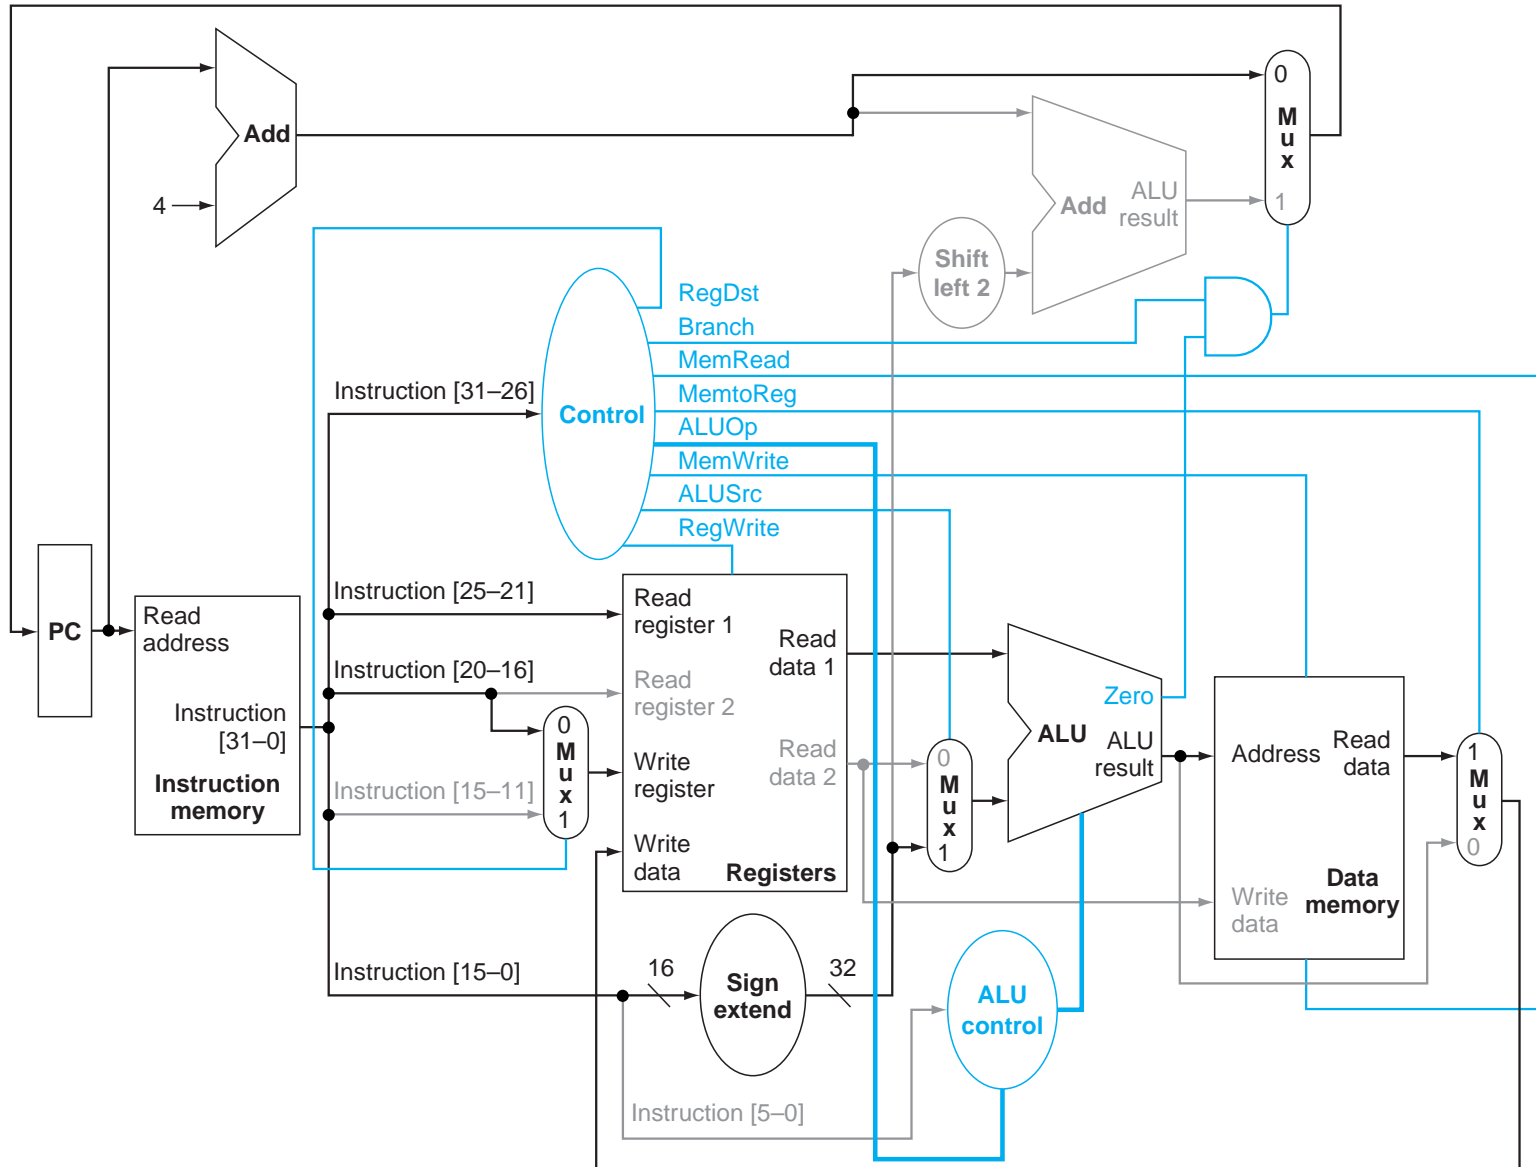 0
M
u
x
1
Add
4
Add
ALU
result
Shift
left 2
RegDst
Branch
MemRead
MemtoReg
ALUOp
MemWrite
ALUSrc
RegWrite
Instruction [31–26]
Control
Instruction [25–21]
Instruction [20–16]
Instruction [15–11]
Instruction [15–0]
Instruction [5–0]
PC
Read
address
Instruction
[31–0]
Instruction
memory
0
M
u
x
1
Read
register 1
Read
register 2
Write
register
Write
data
Read
data 1
Read
data 2
Registers
0
M
u
x
1
Zero
ALU
ALU
result
Address
Read
data
Write
data
Data
memory
1
M
u
x
0
16
Sign
extend
32
ALU
control